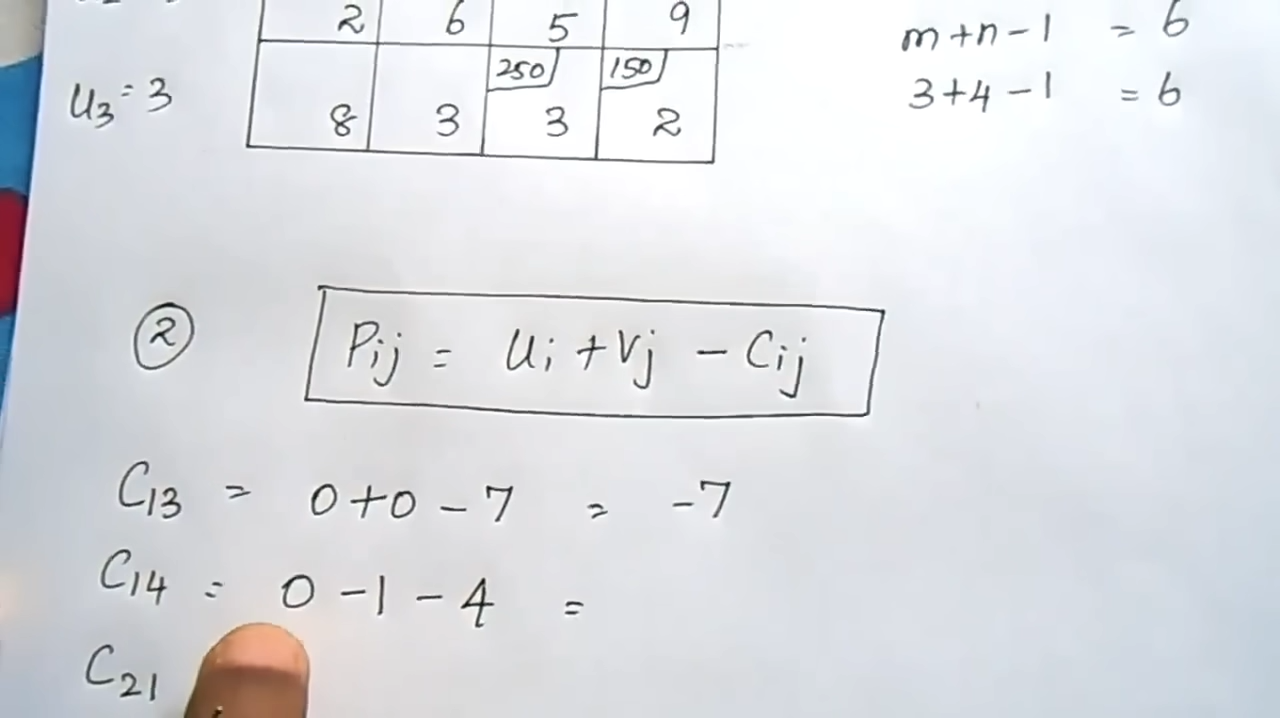 2 6 5 9
m+n-1 = 6
250 150
U3 = 3
8 3 3 2
3+4-1 = 6
2 Pij = Ui + Vj - Cij
C13 = 0+0-7 = -7
C14 = 0-1-4 =
C21